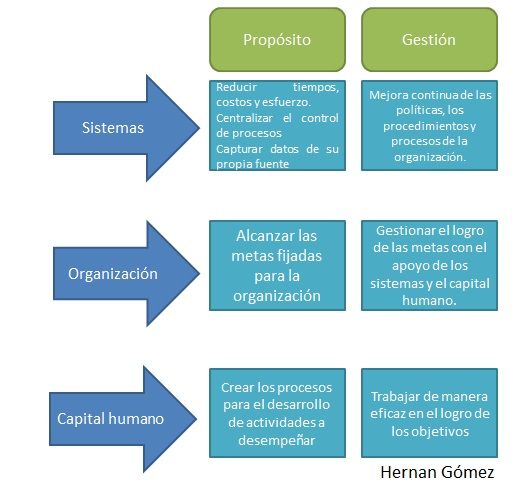 Propósito
Gestión
Sistemas
Reducir tiempos,
costos y esfuerzo.
Centralizar el control
de procesos
Capturar datos de su
propia fuente
Mejora continua de las
políticas, los
procedimientos y
procesos de la
organización.
Organización
Alcanzar las
metas fijadas
para la
organización
Gestionar el logro
de las metas con el
apoyo de los
sistemas y el capital
humano.
Capital humano
Crear los procesos
para el desarrollo
de actividades a
desempeñar
Trabajar de manera
eficaz en el logro de
los objetivos
Hernan Gómez